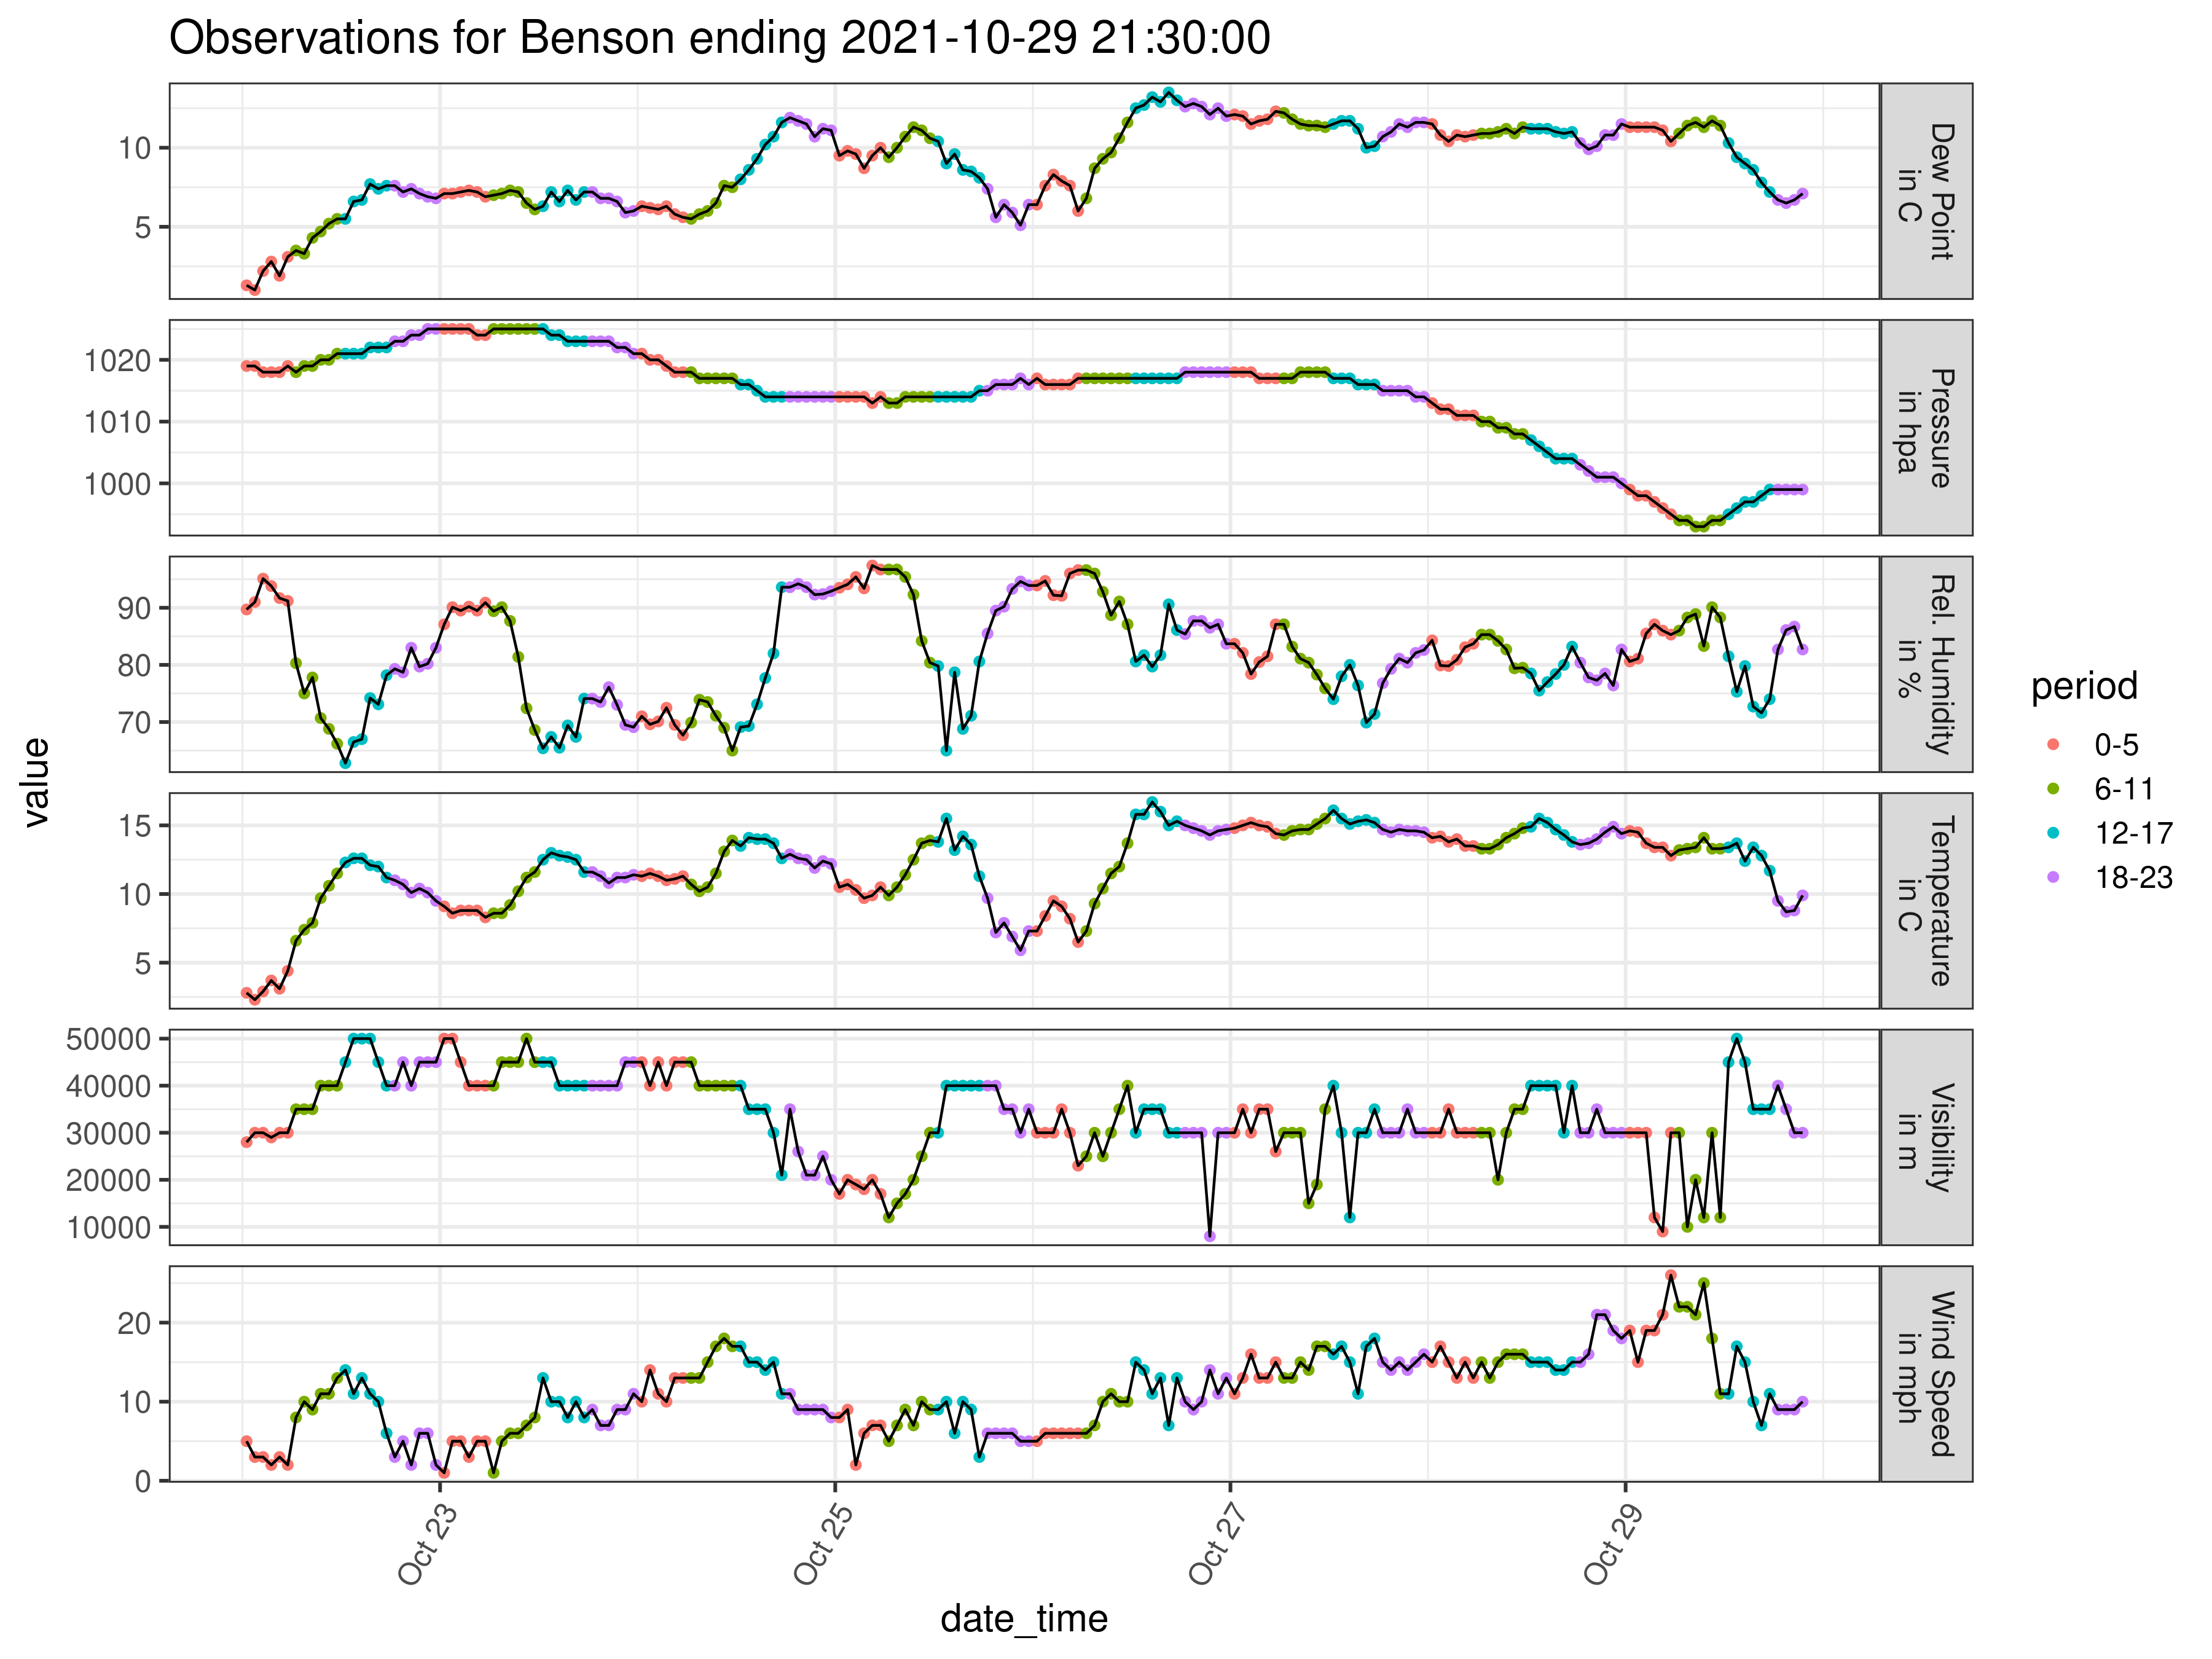 Observations for Benson ending 2021-10-29 21:30:00
value
10
5
Dew Point
in C
1020
1010
1000
Pressure
in hpa
90
80
70
Rel. Humidity
in %
15
10
5
Temperature
in C
50000
40000
30000
20000
10000
Visibility
in m
20
10
0
Wind Speed
in mph
Oct 23
Oct 25
Oct 27
Oct 29
date_time
period
0-5
6-11
12-17
18-23